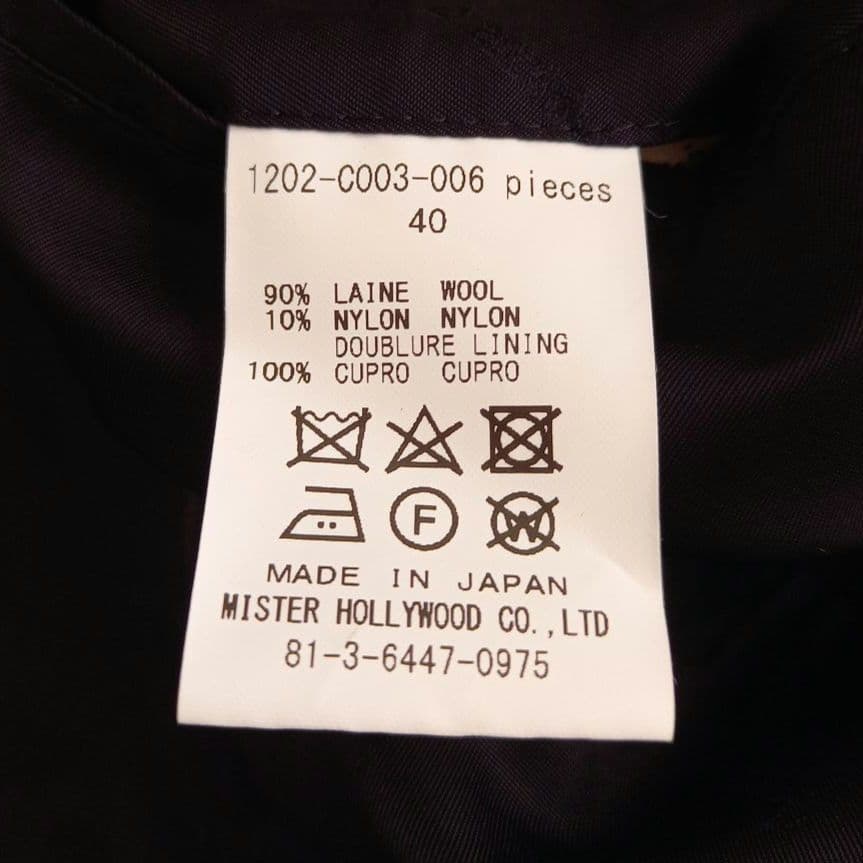 1202-C003-006 pieces
40
90% LAINE WOOL
10% NYLON NYLON
DOUBLURE LINING
100% CUPRO CUPRO
F
W
MADE IN JAPAN
MISTER HOLLYWOOD CO.,LTD
81-3-6447-0975